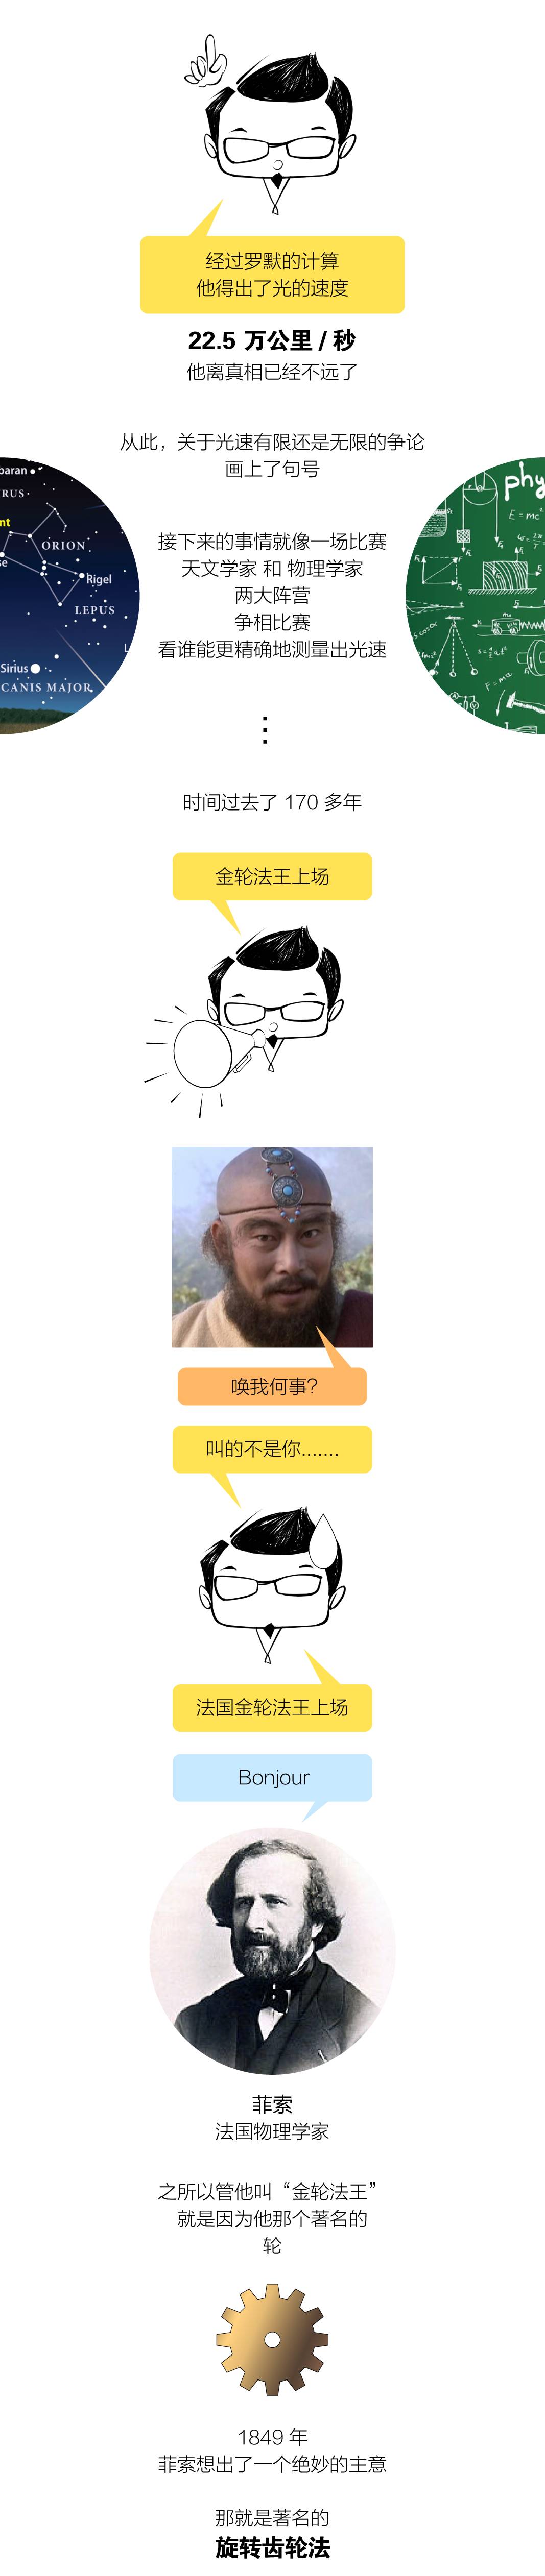 经过罗默的计算
他得出了光的速度
22.5 万公里 / 秒
他离真相已经不远了
从此，关于光速有限还是无限的争论
画上了句号
baran
RUS
nt
ORION
se
Rigel
LEPUS
L
Sirius
CANIS MAJOR
接下来的事情就像一场比赛
天文学家 和 物理学家
两大阵营
争相比赛
看谁能更精确地测量出光速
phy
E=mc²
F=ma
时间过去了 170 多年
金轮法王上场
唤我何事?
叫的不是你.......
法国金轮法王上场
Bonjour
菲索
法国物理学家
之所以管他叫“金轮法王”
就是因为他那个著名的
轮
1849 年
菲索想出了一个绝妙的主意
那就是著名的
旋转齿轮法